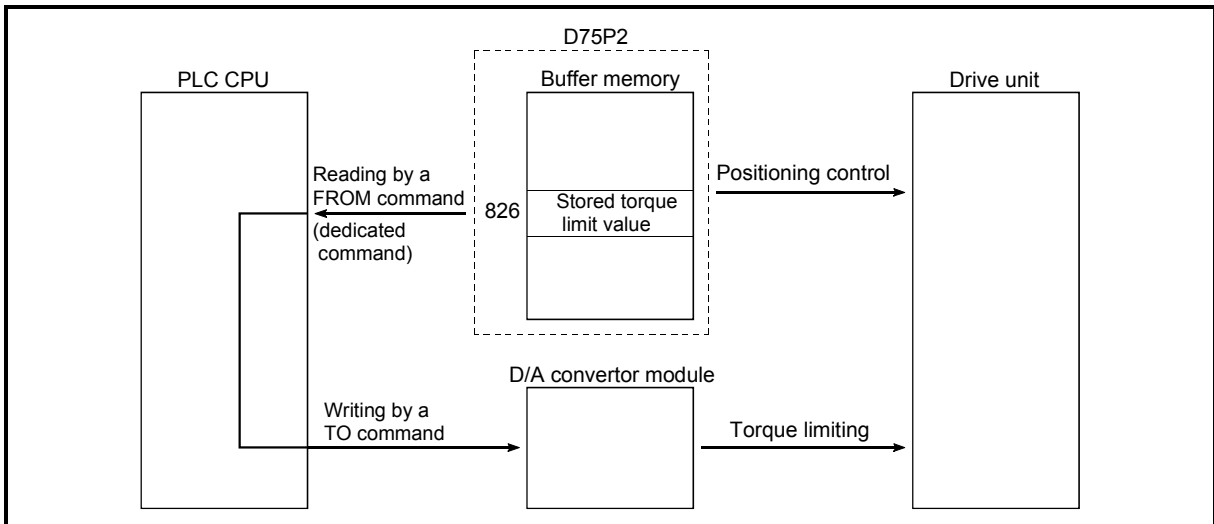 D75P2
PLC CPU
Buffer memory
Drive unit
Reading by a
FROM command
(dedicated
command)
826
Stored torque
limit value
Positioning control
D/A convertor module
Writing by a
TO command
Torque limiting